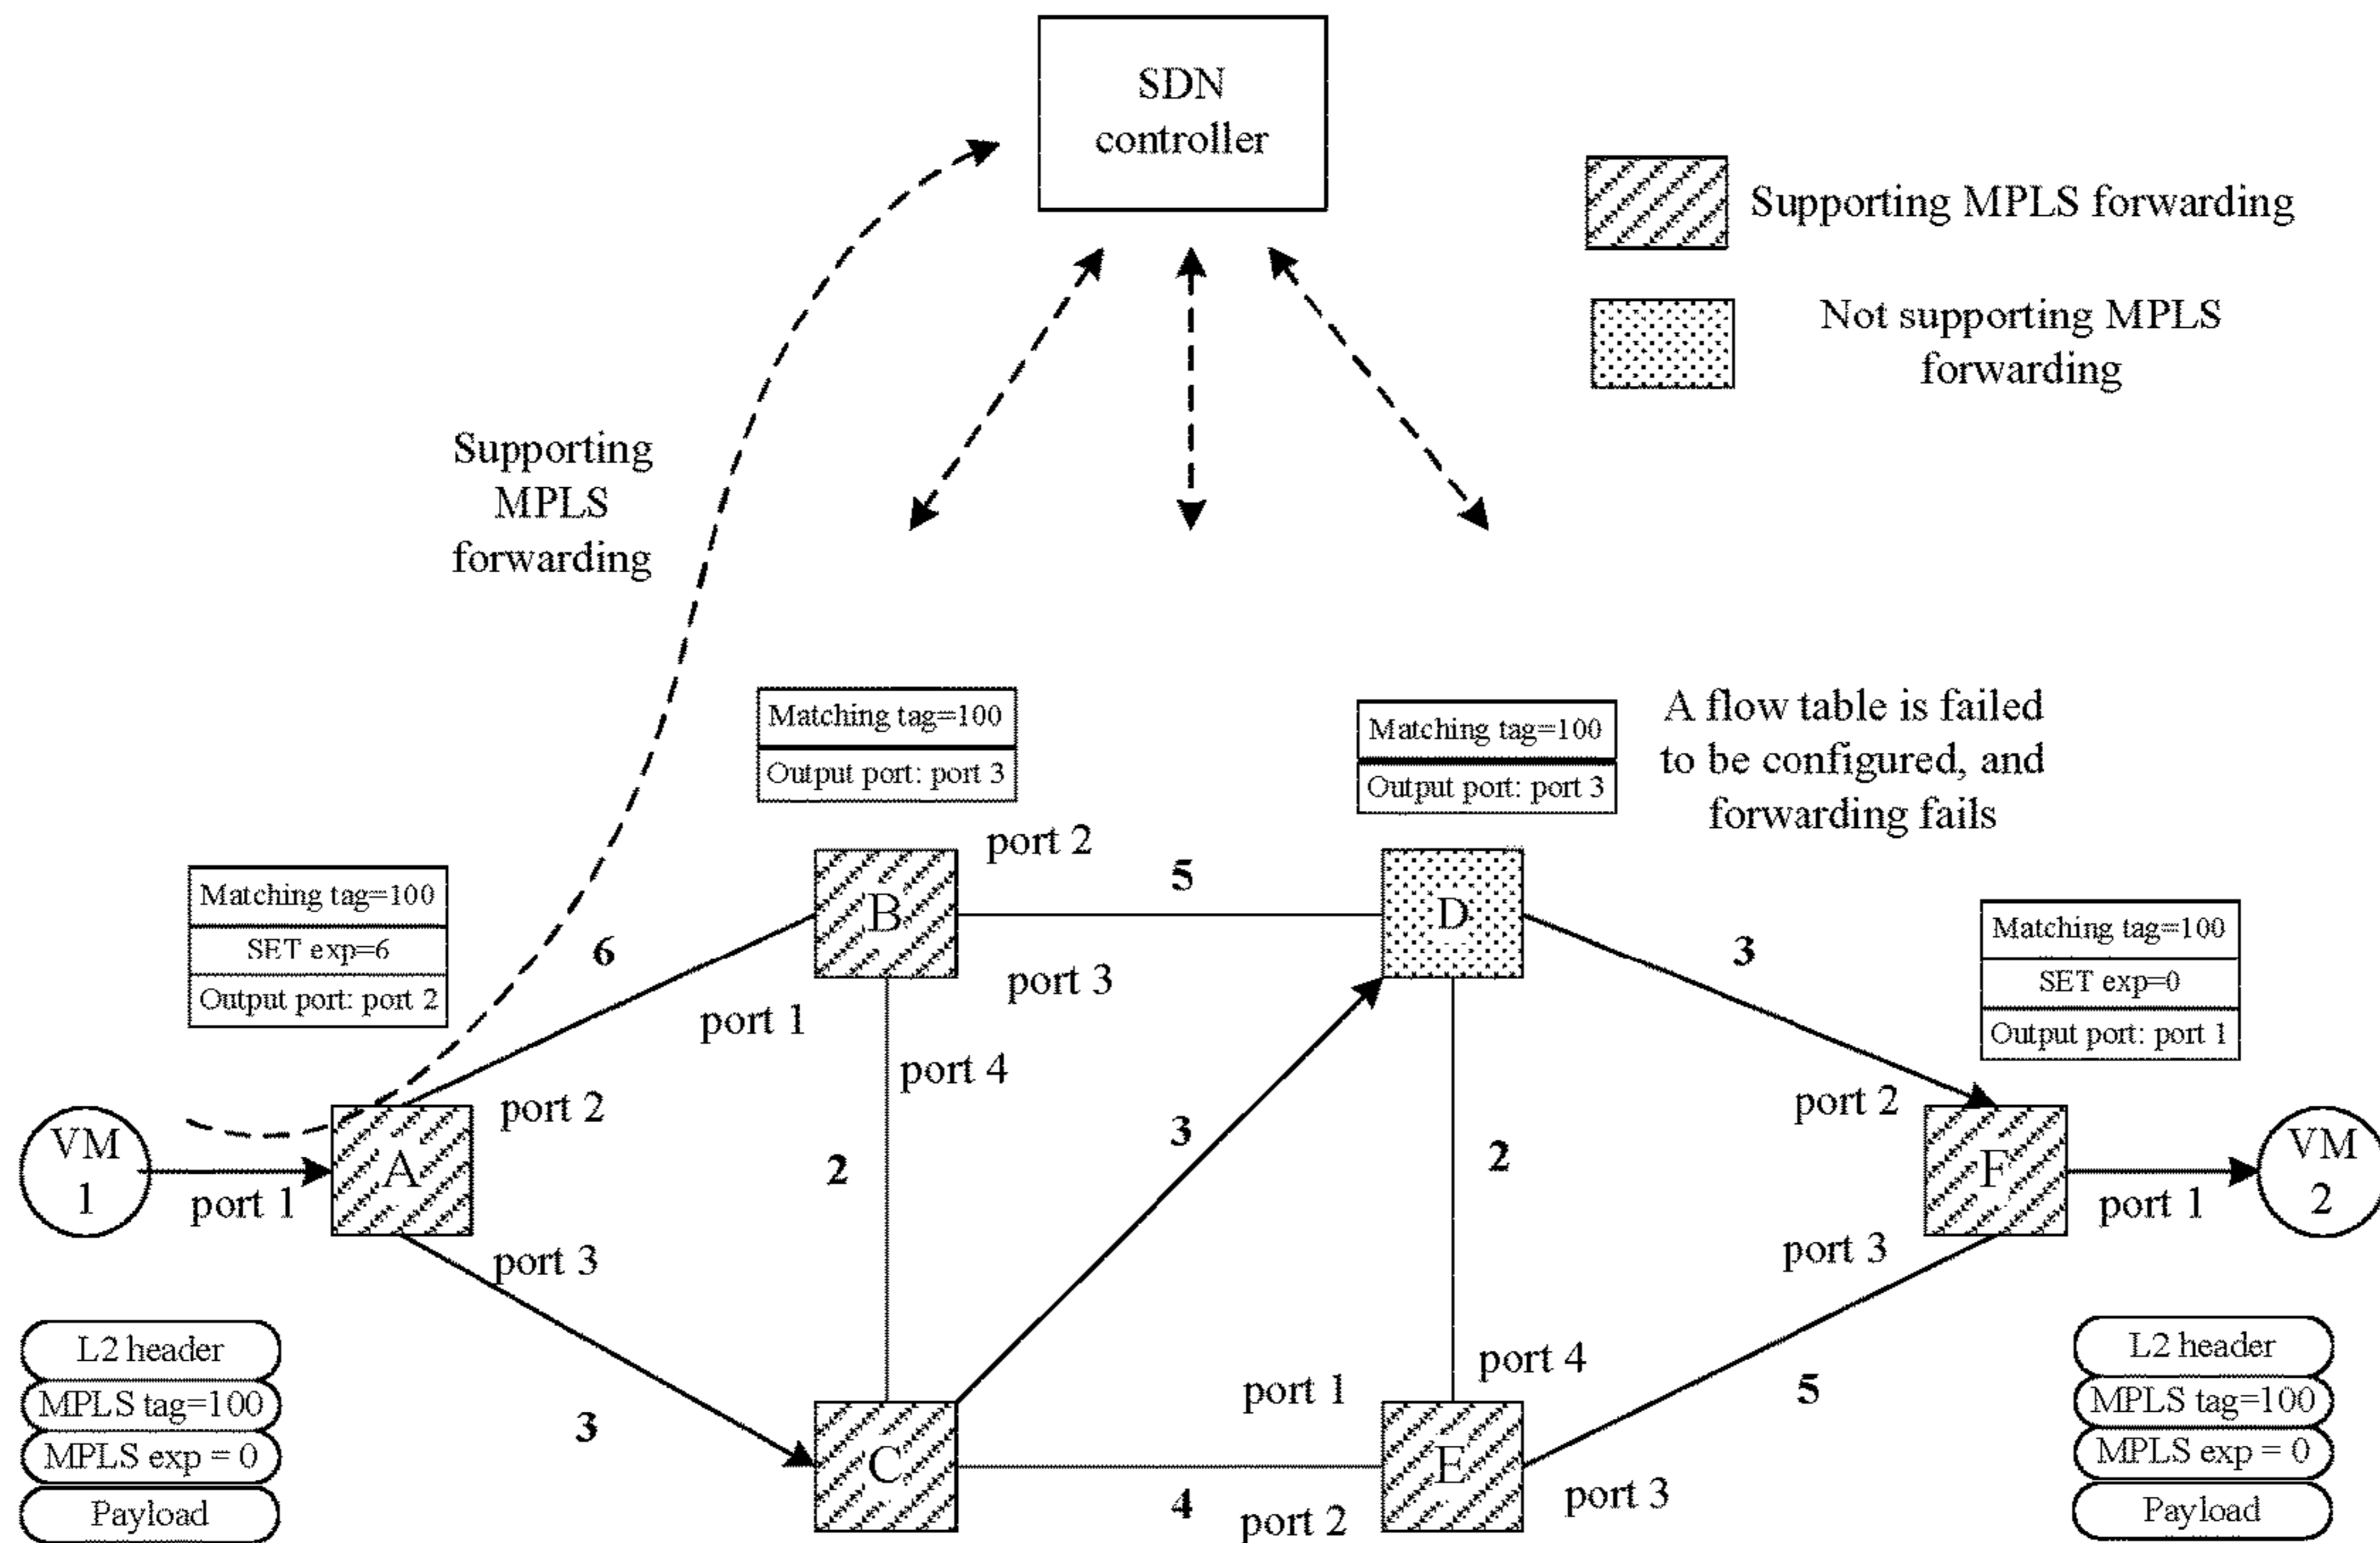 SDN
controller
Supporting MPLS forwarding
Not supporting MPLS
forwarding
Supporting
MPLS
forwarding
Matching tag=100
Output port: port 3
Matching tag=100
Output port: port 3
A flow table is failed
to be configured, and
forwarding fails
Matching tag=100
SET exp=6
Output port: port 2
Matching tag=100
SET exp=0
Output port: port 1
port 2
5
B
D
6
port 3
3
port 1
port 4
port 2
port 2
VM
1
port 1
A
2
3
2
F
port 1
VM
2
port 3
port 3
L2 header
MPLS tag=100
MPLS exp = 0
Payload
3
C
port 1
port 4
4
port 2
E
port 3
5
L2 header
MPLS tag=100
MPLS exp = 0
Payload